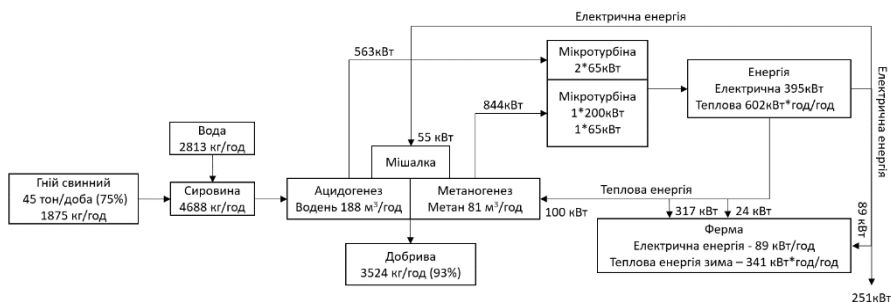 Електрична енергія
563кВт
Мікротурбіна
2*65кВт
Мікротурбіна
1*200кВт
1*65кВт
Енергія
Електрична 395кВт
Теплова 602кВт*год/год
Електрична енергія
844кВт
Вода
2813 кг/год
55 кВт
Мішалка
Гній свинний
45 тон/доба (75%)
1875 кг/год
Сировина
4688 кг/год
Ацидогенез
Водень 188 м³/год
Метаногенез
Метан 81 м³/год
Теплова енергія
100 кВт
317 кВт
24 кВт
89 кВт
Ферма
Електрична енергія - 89 кВт/год
Теплова енергія зима – 341 кВт*год/год
Добрива
3524 кг/год (93%)
251кВт